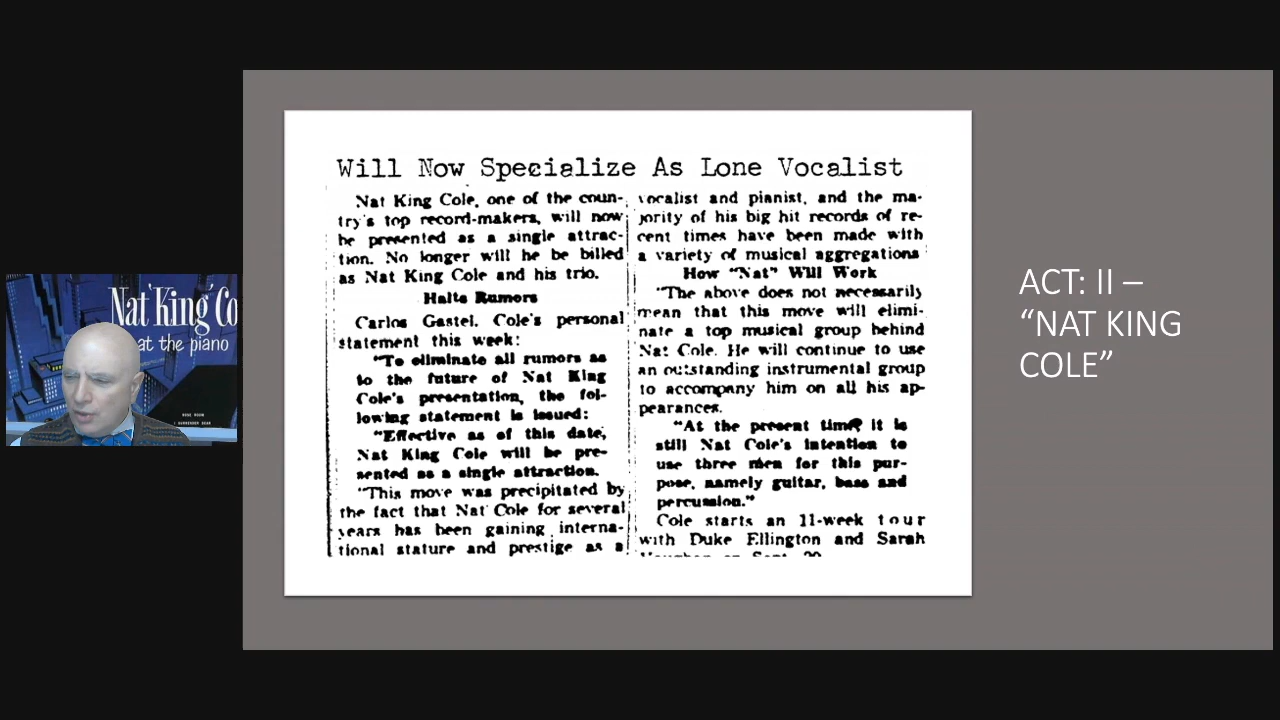 Will Now Specialize As Lone Vocalist
Nat King Cole, one of the coun-
try's top record-makers, will now
be presented as a single attrac-
tion. No longer will he be billed
as Nat King Cole and his trio.
Halts Rumors
Carlos Gastel, Cole's personal
statement this week:
"To eliminate all rumors as
to the future of Nat King
Cole's presentation, the fol-
lowing statement is issued:
"Effective as of this date,
Nat King Cole will be pre-
sented as a single attraction.
"This move was precipitated by
the fact that Nat Cole for several
years has been gaining interna-
tional stature and prestige as a
vocalist and pianist, and the ma-
jority of his big hit records of re-
cent times have been made with
a variety of musical aggregations
How "Nat" Will Work
"The above does not necessarily
mean that this move will elimi-
nate a top musical group behind
Nat Cole. He will continue to use
an outstanding instrumental group
to accompany him on all his ap-
pearances.
"At the present time it is
still Nat Cole's intention to
use three men for this pur-
pose, namely guitar, bass and
percussion."
Cole starts an 11-week tour
with Duke Ellington and Sarah
ACT: II –
"NAT KING
COLE"
Nat 'King' Co
at the piano